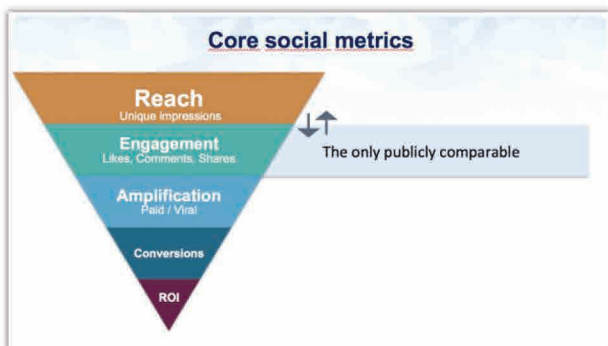 Core social metrics
Reach
Unique impressions
Engagement
Likes, Comments, Shares
The only publicly comparable
Amplification
Paid / Viral
Conversions
ROI